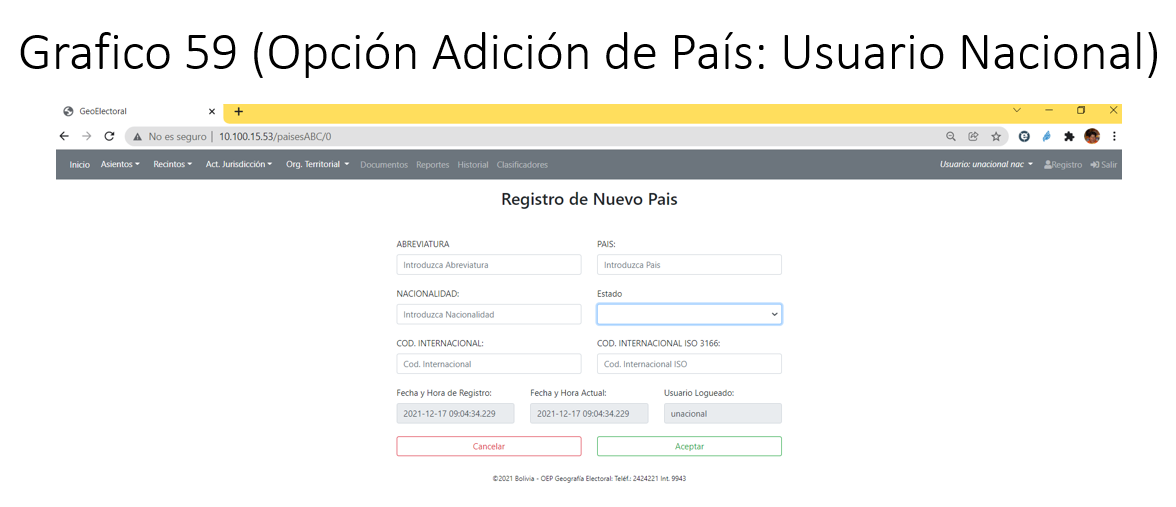 Grafico 59 (Opción Adición de País: Usuario Nacional)
GeoElectoral
No es seguro | 10.100.15.53/paisesABC/0
Inicio Asientos Recintos Act. Jurisdicción Org. Territorial Documentos Reportes Historial Clasificadores Usuario: unacional nac Registro Salir
Registro de Nuevo Pais
ABREVIATURA PAIS:
Introduzca Abreviatura Introduzca Pais
NACIONALIDAD: Estado
Introduzca Nacionalidad
COD. INTERNACIONAL: COD. INTERNACIONAL ISO 3166:
Cod. Internacional Cod. Internacional ISO
Fecha y Hora de Registro: Fecha y Hora Actual: Usuario Logueado:
2021-12-17 09:04:34.229 2021-12-17 09:04:34.229 unacional
Cancelar Aceptar
©2021 Bolivia - OEP Geografía Electoral: Teléf.: 2424221 Int. 9943